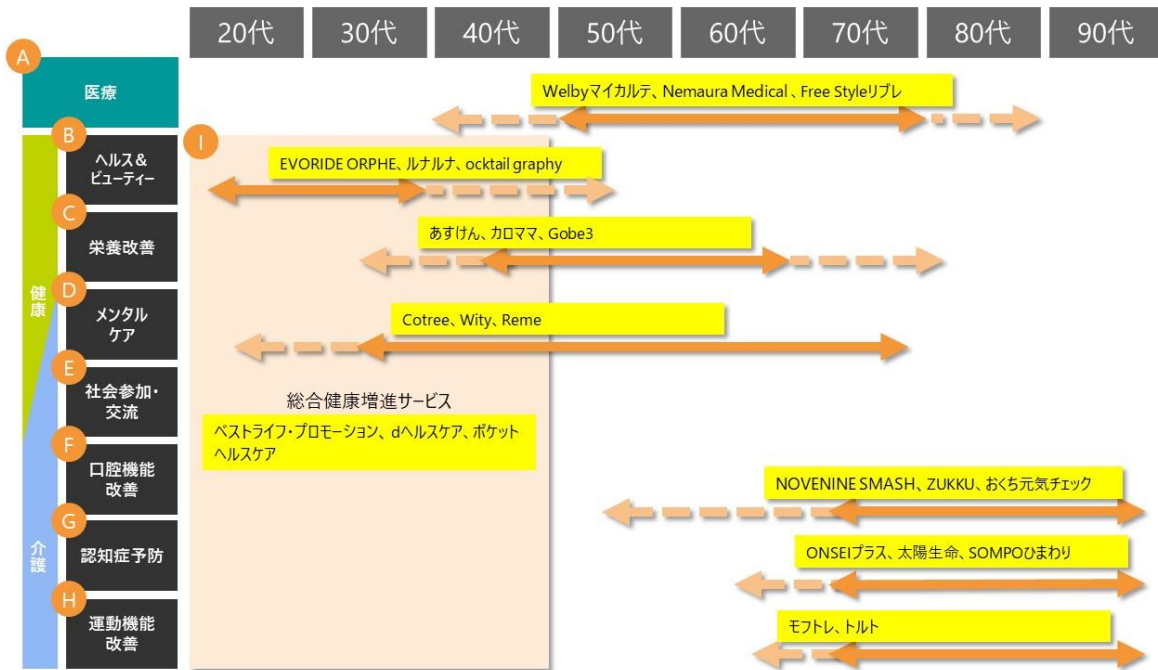 20代 30代 40代 50代 60代 70代 80代 90代
A
医療
Welbyマイカルテ、Nemaura Medical、Free Styleリブレ
B
ヘルス＆
ビューティー
I
EVORIDE ORPHE、ルナルナ、ocktail graphy
C
栄養改善
あすけん、カロママ、Gobe3
健康
D
メンタル
ケア
Cotree、Wity、Reme
E
社会参加・
交流
総合健康増進サービス
ベストライフ・プロモーション、dヘルスケア、ポケット
ヘルスケア
F
口腔機能
改善
NOVENINE SMASH、ZUKKU、おくち元気チェック
介護
G
認知症予防
ONSEIプラス、太陽生命、SOMPOひまわり
H
運動機能
改善
モフトレ、トルト